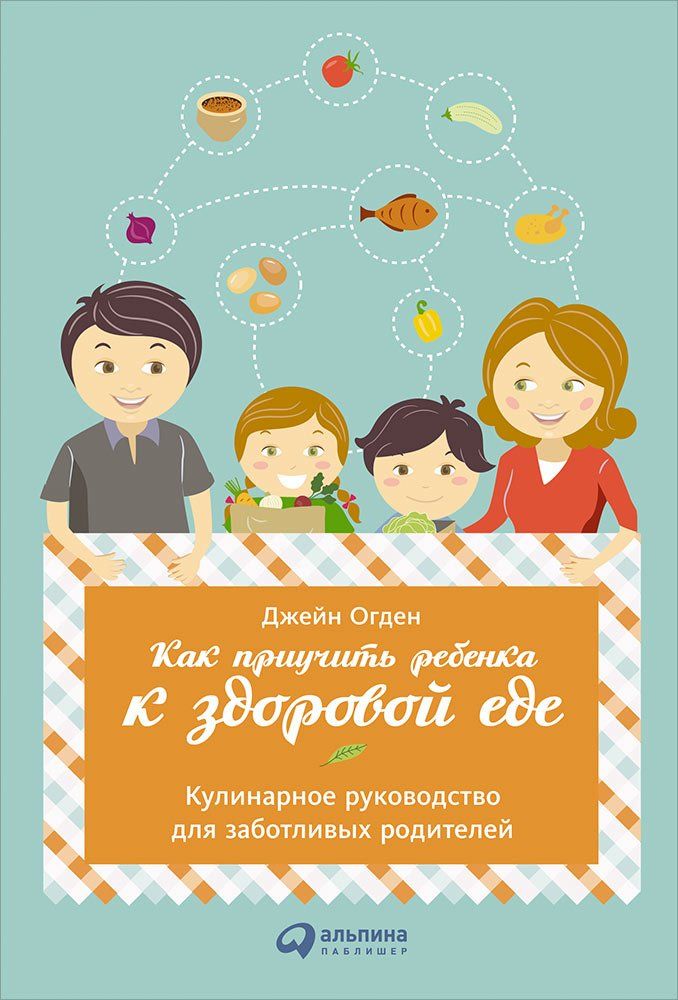 Джейн Огден
Как приучить ребенка
к здоровой еде
Кулинарное руководство
для заботливых родителей
альпина
ПАБЛИШЕР